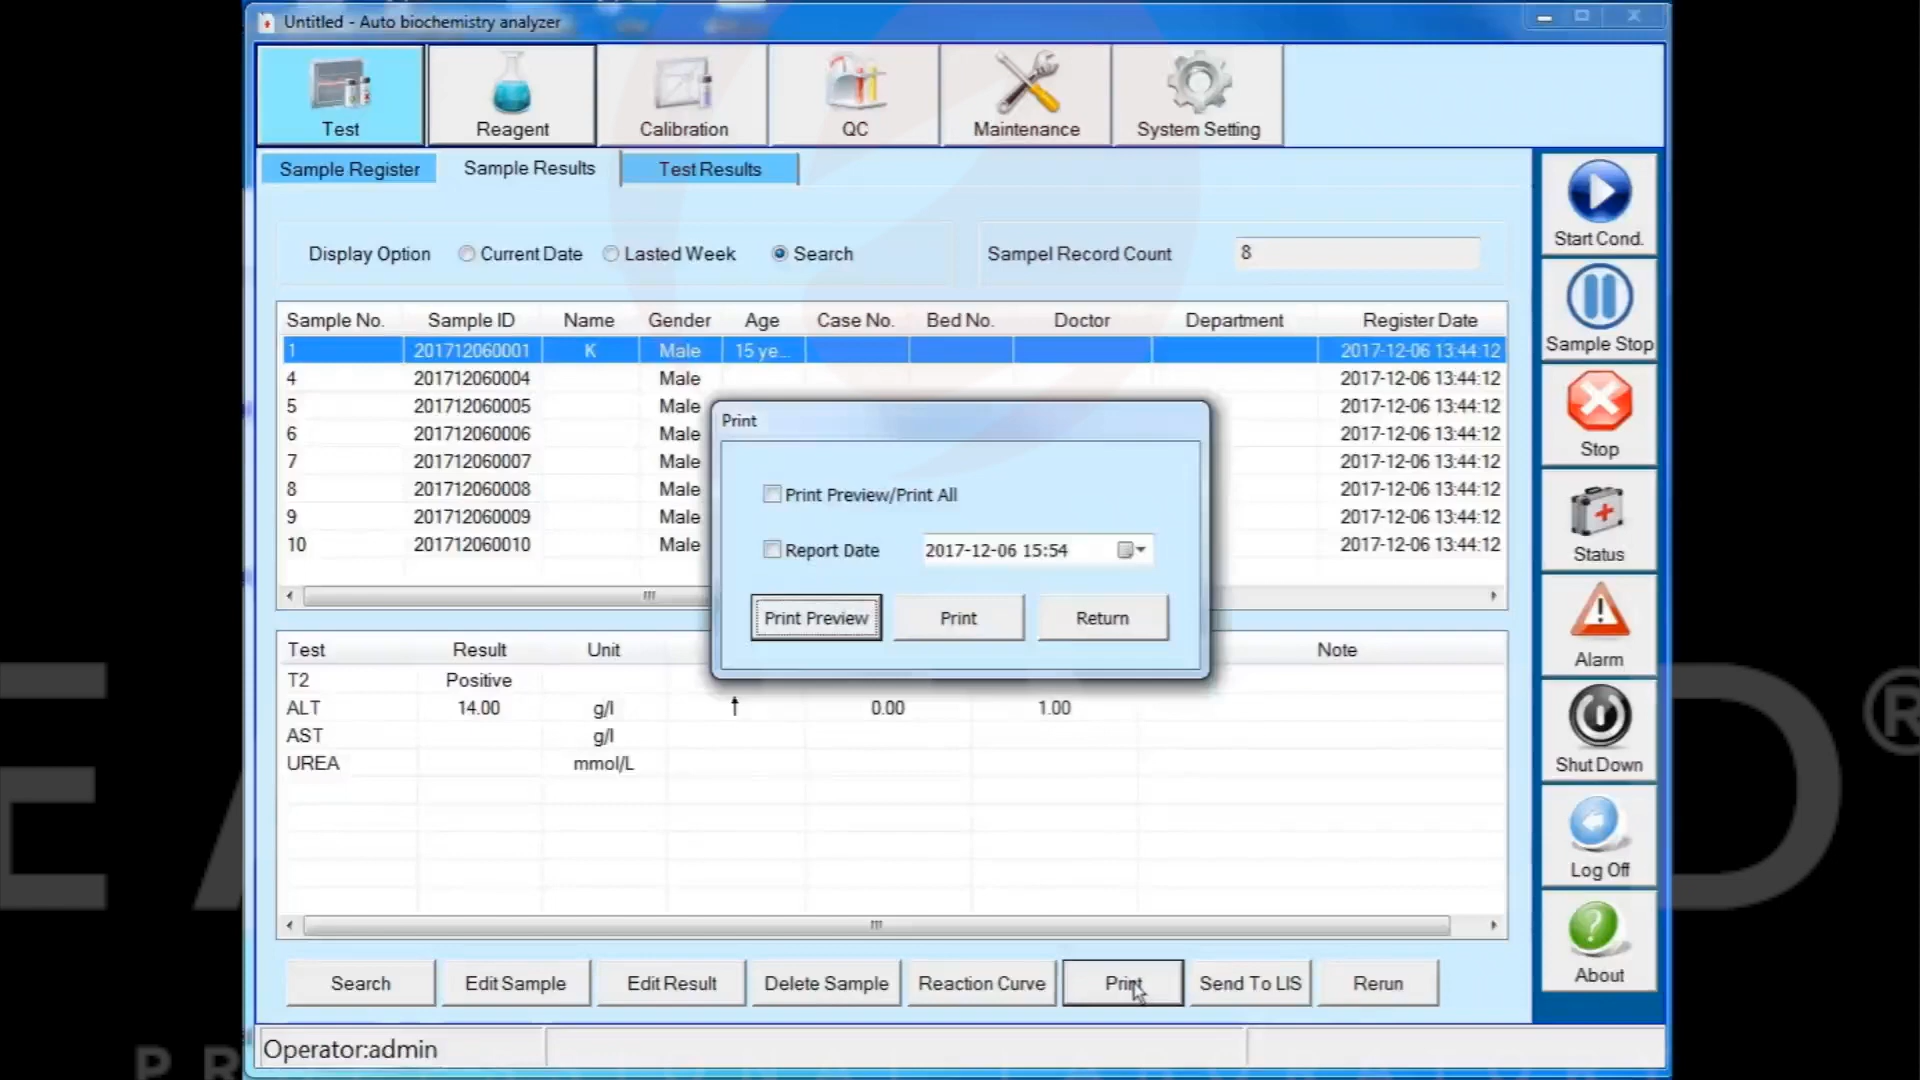 Untitled - Auto biochemistry analyzer
Test Reagent Calibration QC Maintenance System Setting
Sample Register Sample Results Test Results
Display Option Current Date Lasted Week Search Sampel Record Count 8
Sample No. Sample ID Name Gender Age Case No. Bed No. Doctor Department Register Date
1 201712060001 K Male 15 ye... 2017-12-06 13:44:12
4 201712060004 Male 2017-12-06 13:44:12
5 201712060005 Male 2017-12-06 13:44:12
6 201712060006 Male 2017-12-06 13:44:12
7 201712060007 Male 2017-12-06 13:44:12
8 201712060008 Male 2017-12-06 13:44:12
9 201712060009 Male 2017-12-06 13:44:12
10 201712060010 Male 2017-12-06 13:44:12
Print
Print Preview/Print All
Report Date 2017-12-06 15:54
Print Preview Print Return
Test Result Unit Note
T2 Positive
ALT 14.00 g/l ↑ 0.00 1.00
AST g/l
UREA mmol/L
Search Edit Sample Edit Result Delete Sample Reaction Curve Print Send To LIS Rerun
Start Cond.
Sample Stop
Stop
Status
Alarm
Shut Down
Log Off
About
Operator:admin